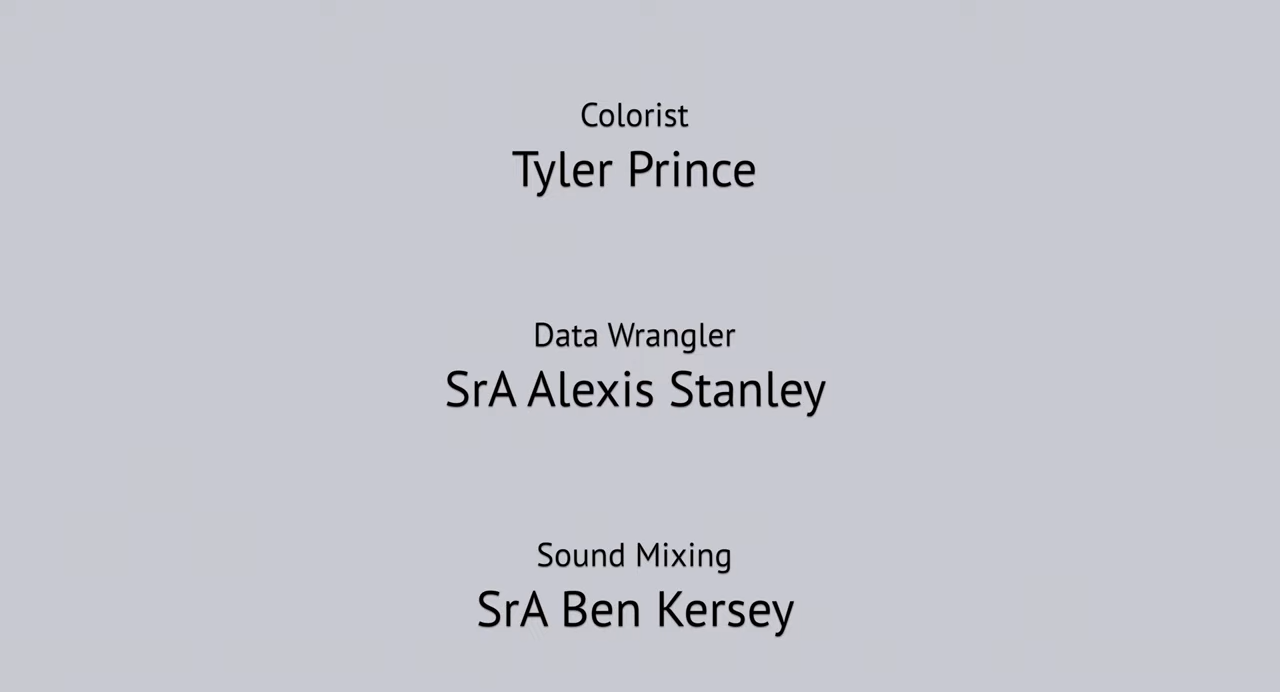 Colorist
Tyler Prince
Data Wrangler
SrA Alexis Stanley
Sound Mixing
SrA Ben Kersey